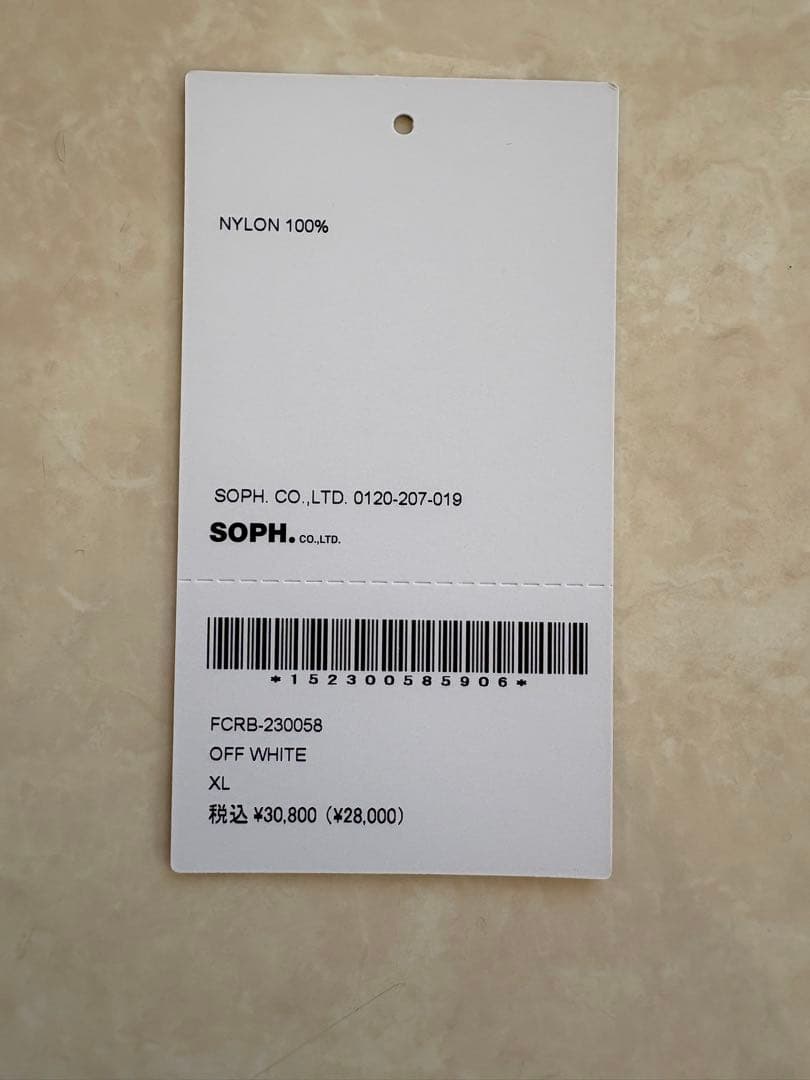 NYLON 100%
SOPH. CO.,LTD. 0120-207-019
SOPH. CO.,LTD.
*152300585906*
FCRB-230058
OFF WHITE
XL
税込 ¥30,800 (¥28,000)